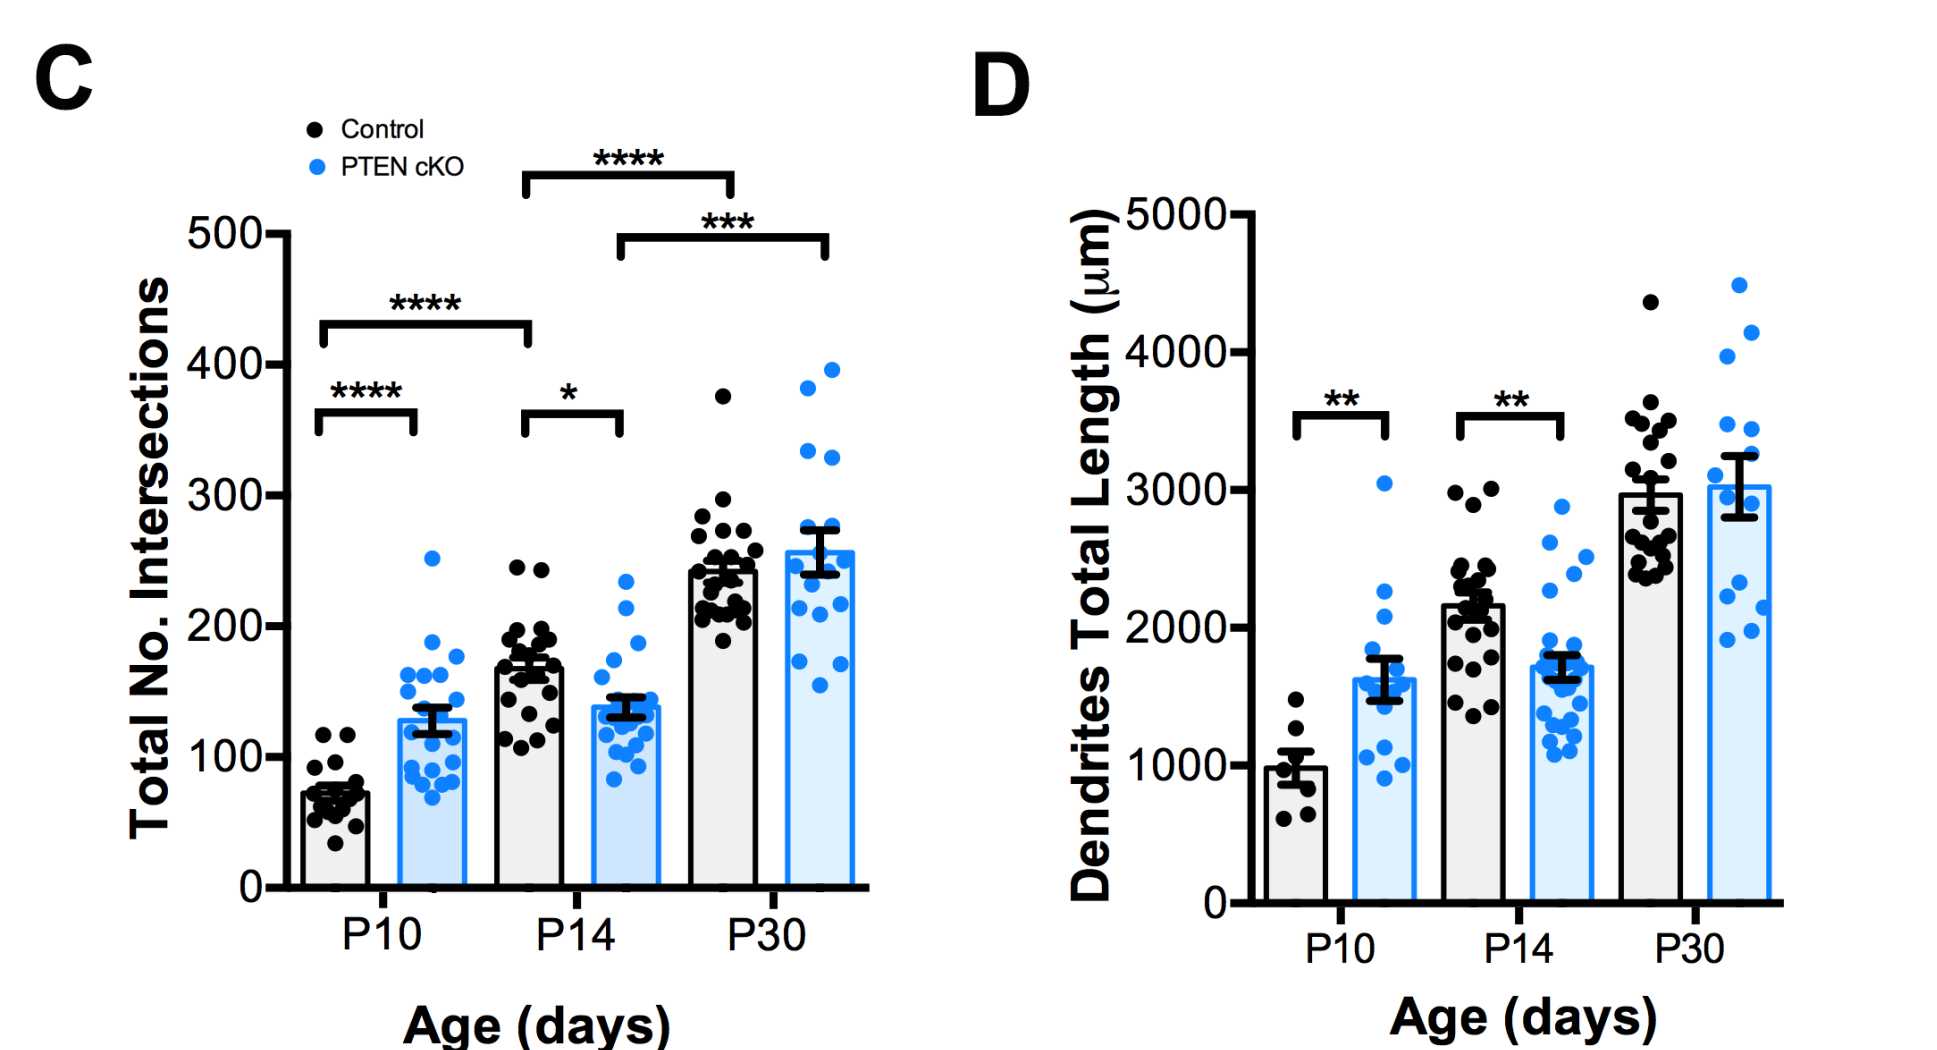 C
Control
PTEN cKO
****
***
****
****
*
Total No. Intersections
500
400
300
200
100
0
P10 P14 P30
Age (days)
D
**
**
Dendrites Total Length (μm)
5000
4000
3000
2000
1000
0
P10 P14 P30
Age (days)